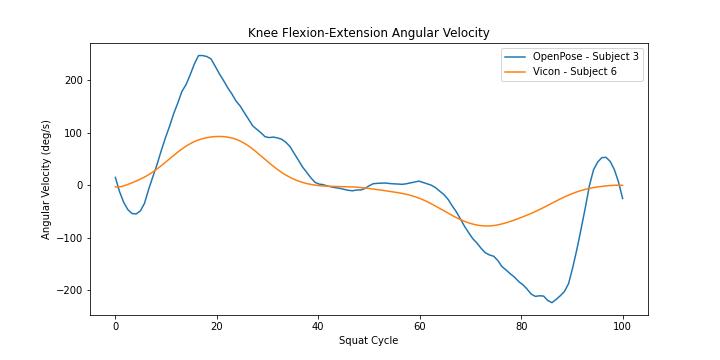 Knee Flexion-Extension Angular Velocity
OpenPose - Subject 3
Vicon - Subject 6
Angular Velocity (deg/s)
200
100
0
−100
−200
0 20 40 60 80 100
Squat Cycle